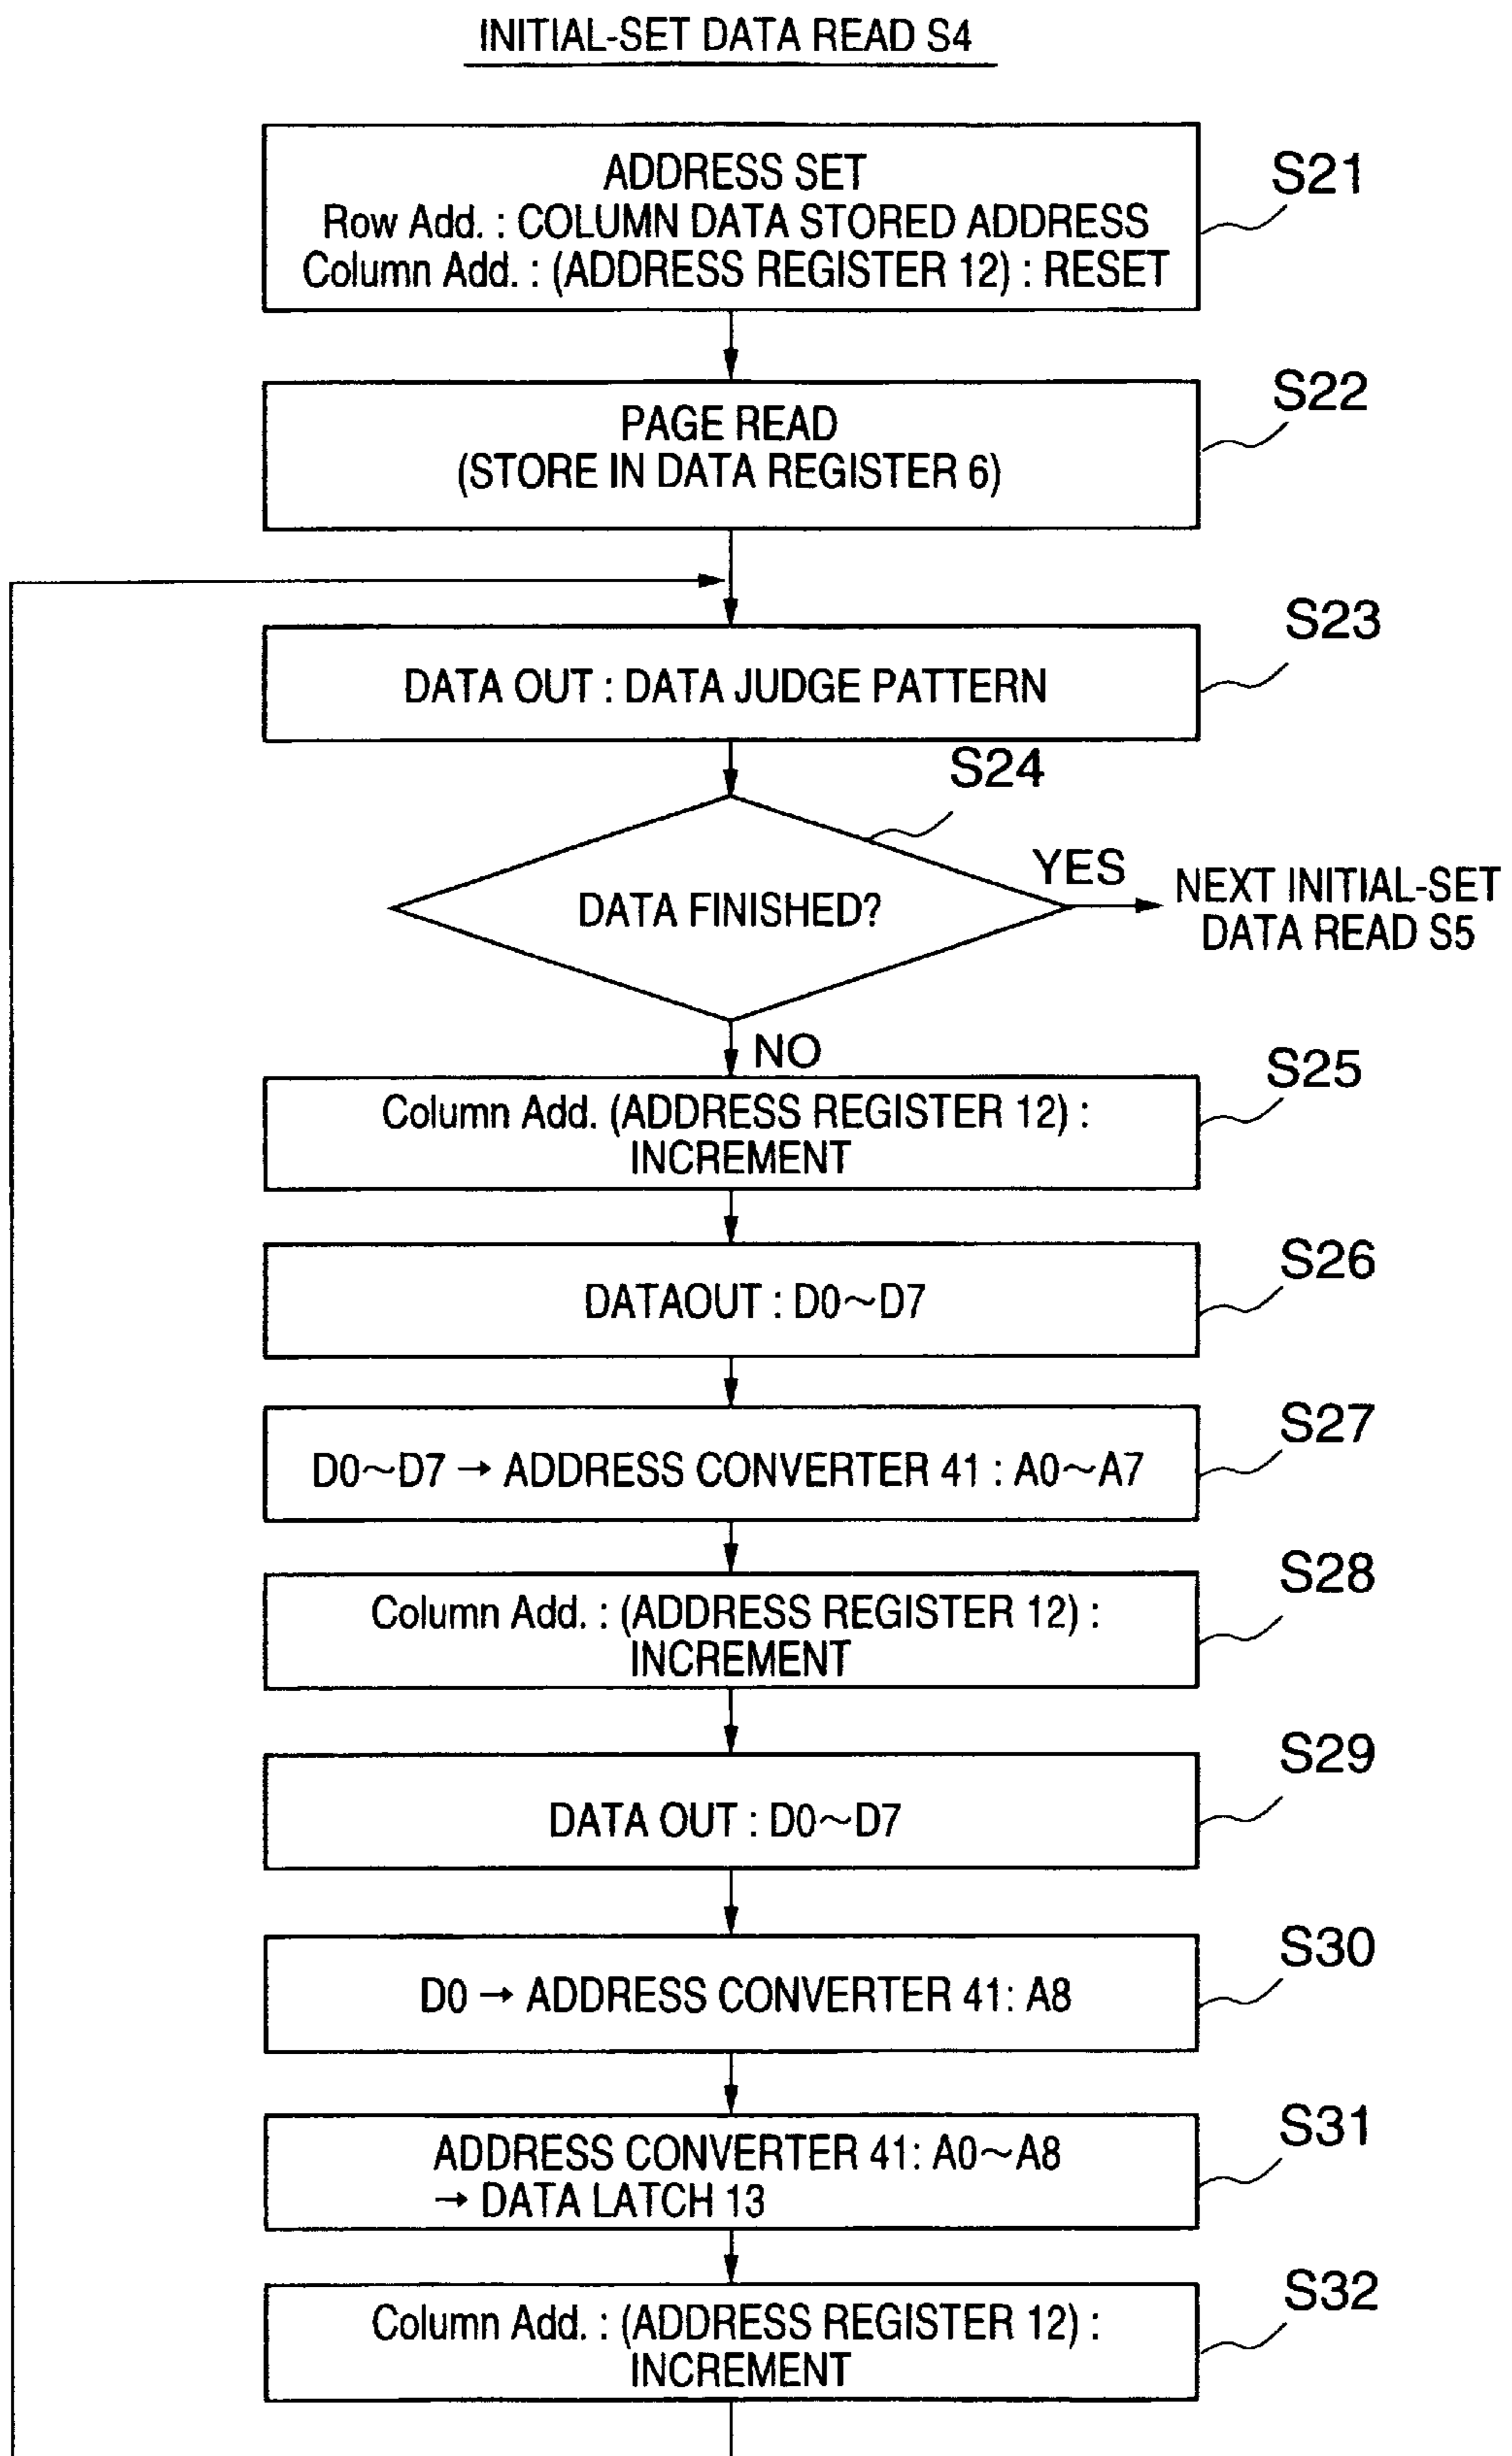 INITIAL-SET DATA READ S4
ADDRESS SET
Row Add. : COLUMN DATA STORED ADDRESS
Column Add. : (ADDRESS REGISTER 12) : RESET
S21
PAGE READ
(STORE IN DATA REGISTER 6)
S22
DATA OUT : DATA JUDGE PATTERN
S23
S24
DATA FINISHED?
YES
NEXT INITIAL-SET
DATA READ S5
NO
Column Add. (ADDRESS REGISTER 12) :
INCREMENT
S25
DATAOUT : D0~D7
S26
D0~D7 → ADDRESS CONVERTER 41 : A0~A7
S27
Column Add. : (ADDRESS REGISTER 12) :
INCREMENT
S28
DATA OUT : D0~D7
S29
D0 → ADDRESS CONVERTER 41: A8
S30
ADDRESS CONVERTER 41: A0~A8
→ DATA LATCH 13
S31
Column Add. : (ADDRESS REGISTER 12) :
INCREMENT
S32